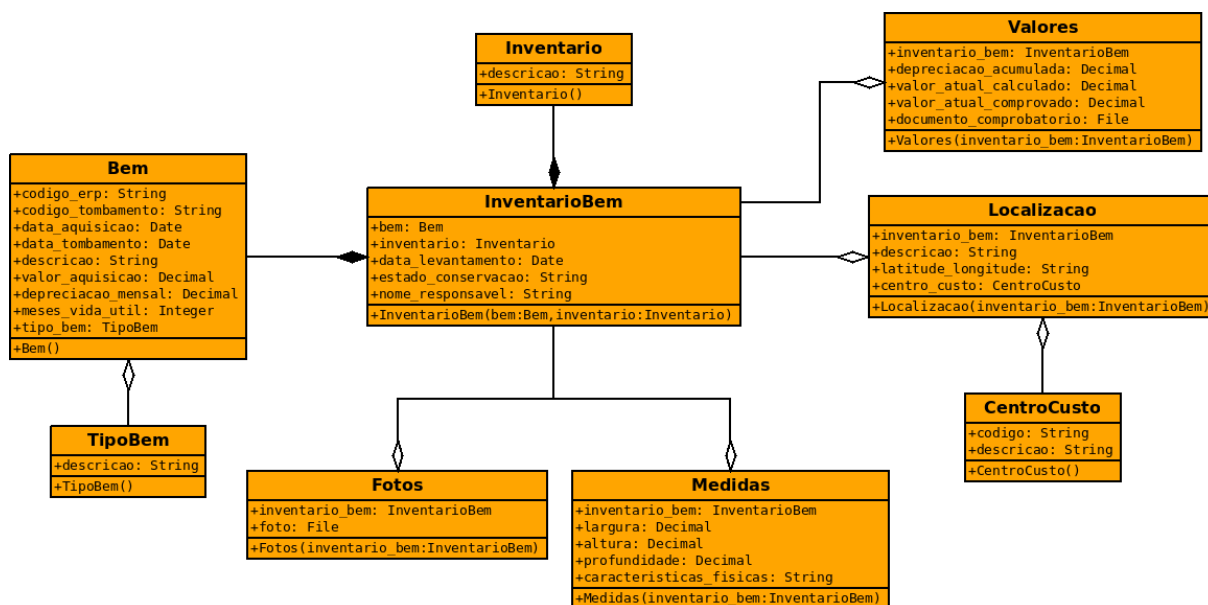 Inventario
+descricao: String
+Inventario()
Valores
+inventario_bem: InventarioBem
+depreciacao_acumulada: Decimal
+valor_atual_calculado: Decimal
+valor_atual_comprovado: Decimal
+documento_comprobatorio: File
+Valores(inventario_bem:InventarioBem)
Bem
+codigo_erp: String
+codigo_tombamento: String
+data_aquisicao: Date
+data_tombamento: Date
+descricao: String
+valor_aquisicao: Decimal
+depreciacao_mensal: Decimal
+meses_vida_util: Integer
+tipo_bem: TipoBem
+Bem()
InventarioBem
+bem: Bem
+inventario: Inventario
+data_levantamento: Date
+estado_conservacao: String
+nome_responsavel: String
+InventarioBem(bem:Bem,inventario:Inventario)
Localizacao
+inventario_bem: InventarioBem
+descricao: String
+latitude_longitude: String
+centro_custo: CentroCusto
+Localizacao(inventario_bem:InventarioBem)
TipoBem
+descricao: String
+TipoBem()
CentroCusto
+codigo: String
+descricao: String
+CentroCusto()
Fotos
+inventario_bem: InventarioBem
+foto: File
+Fotos(inventario_bem:InventarioBem)
Medidas
+inventario_bem: InventarioBem
+largura: Decimal
+altura: Decimal
+profundidade: Decimal
+caracteristicas_fisicas: String
+Medidas(inventario_bem:InventarioBem)